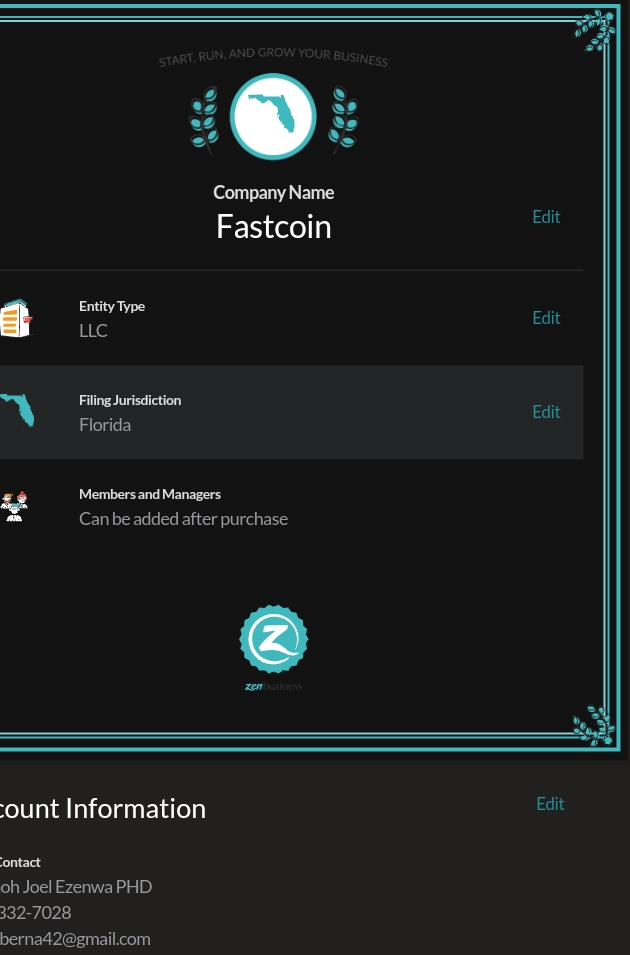 START, RUN, AND GROW YOUR BUSINESS
Company Name
Fastcoin
Edit
Entity Type
LLC
Edit
Filing Jurisdiction
Florida
Edit
Members and Managers
Can be added after purchase
Z
zenbusiness
count Information
Edit
Contact
oh Joel Ezenwa PHD
332-7028
berna42@gmail.com